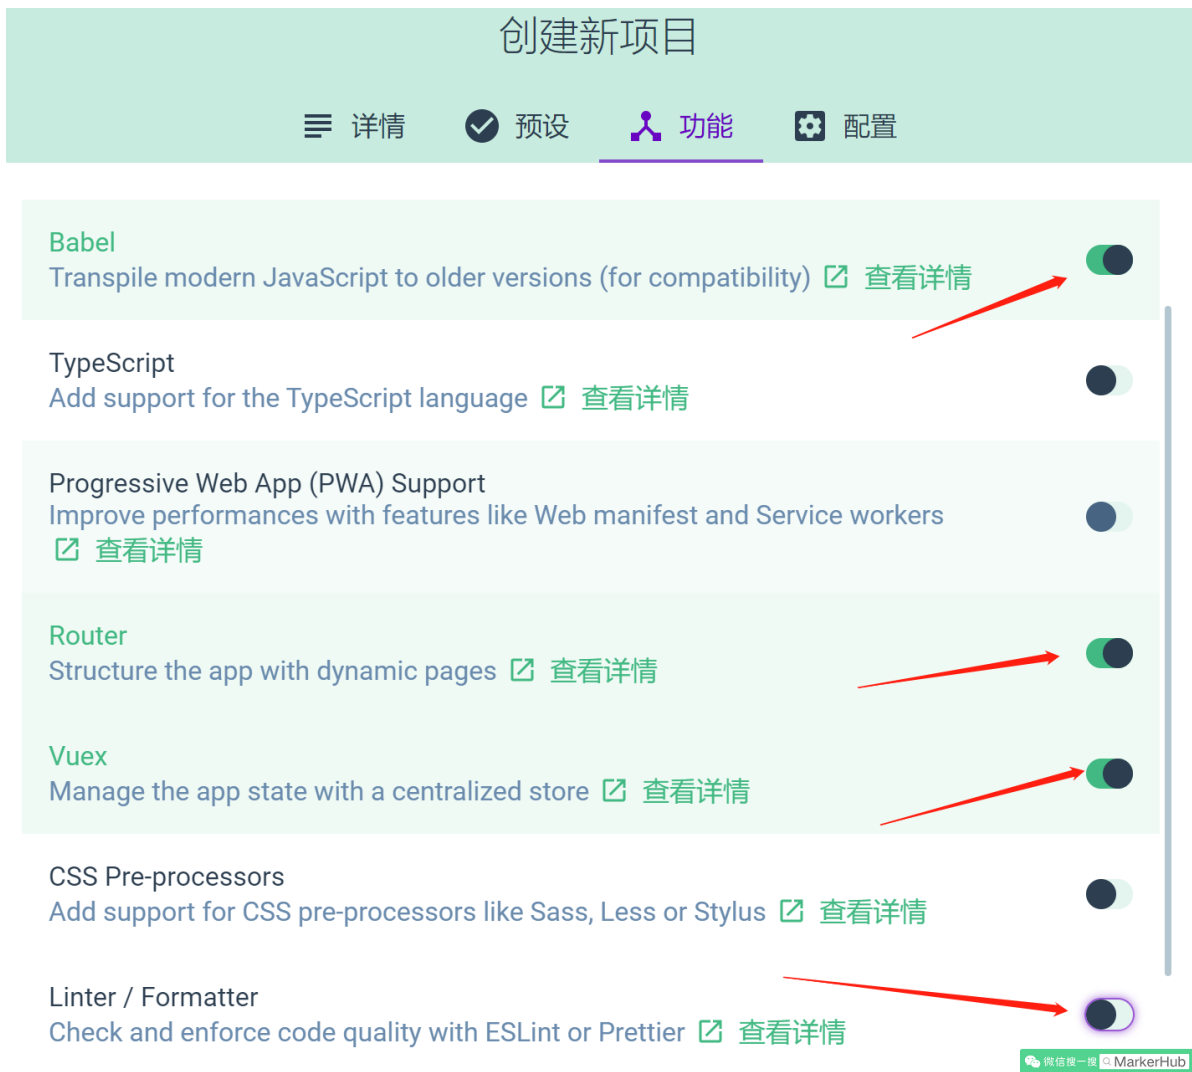 创建新项目
详情 预设 功能 配置
Babel
Transpile modern JavaScript to older versions (for compatibility) 查看详情
TypeScript
Add support for the TypeScript language 查看详情
Progressive Web App (PWA) Support
Improve performances with features like Web manifest and Service workers
查看详情
Router
Structure the app with dynamic pages 查看详情
Vuex
Manage the app state with a centralized store 查看详情
CSS Pre-processors
Add support for CSS pre-processors like Sass, Less or Stylus 查看详情
Linter / Formatter
Check and enforce code quality with ESLint or Prettier 查看详情
微信搜一搜 MarkerHub